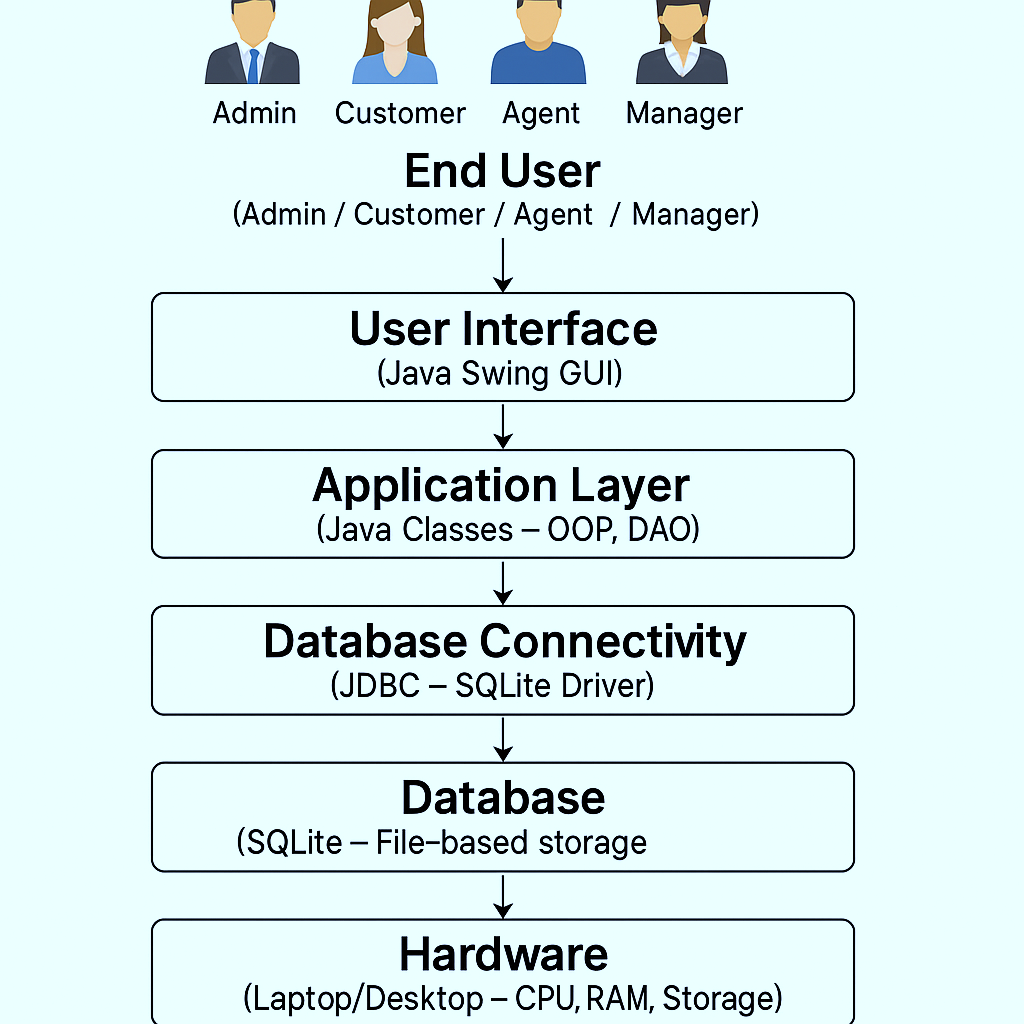 Admin Customer Agent Manager
End User
(Admin / Customer / Agent / Manager)
User Interface
(Java Swing GUI)
Application Layer
(Java Classes – OOP, DAO)
Database Connectivity
(JDBC – SQLite Driver)
Database
(SQLite – File-based storage
Hardware
(Laptop/Desktop – CPU, RAM, Storage)